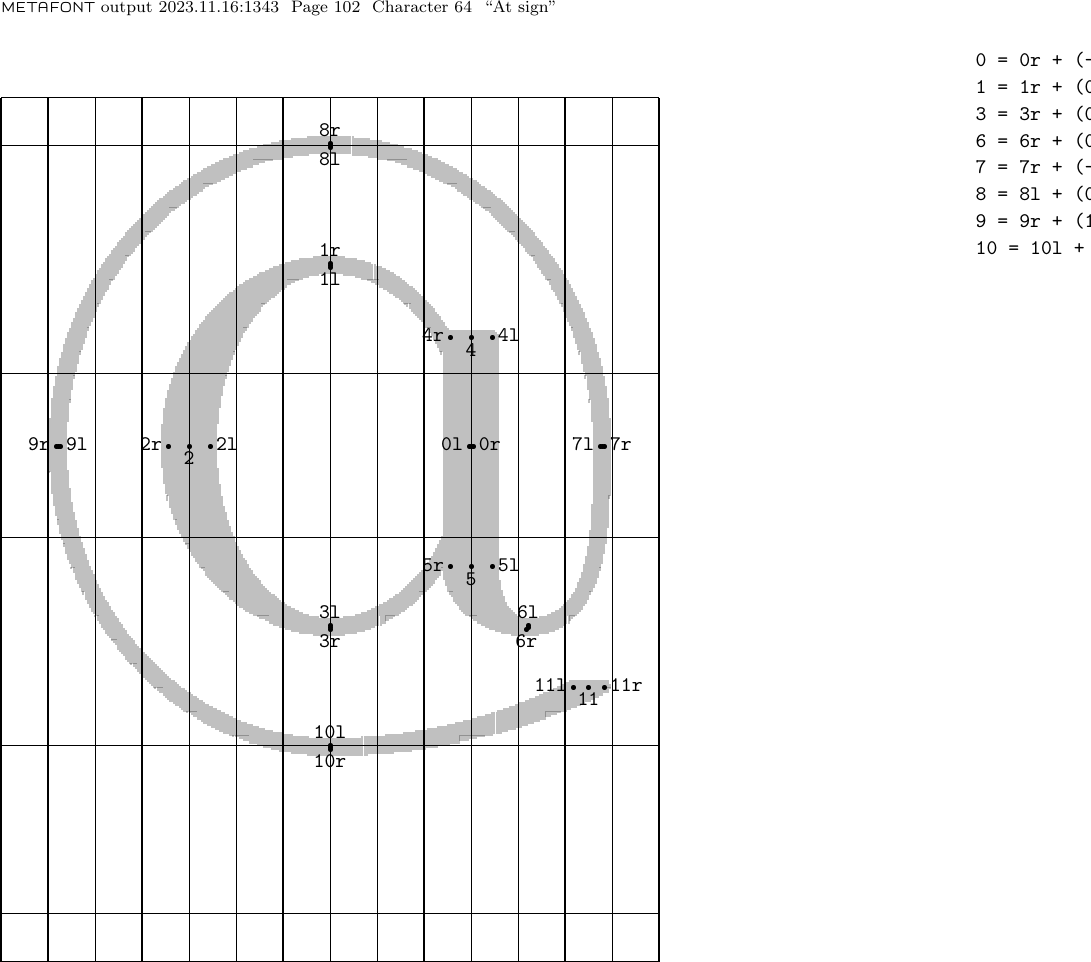 METAFONT output 2023.11.16:1343 Page 102 Character 64 “At sign”
0 = 0r + (-
1 = 1r + (0
3 = 3r + (0
6 = 6r + (0
7 = 7r + (-
8 = 8l + (0
9 = 9r + (1
10 = 10l +
8r
8l
1r
1l
4r 4l
4
9r 9l 2r 2l 0l 0r 7l 7r
2
5r 5l
5
3l 6l
3r 6r
11l 11r
11
10l
10r